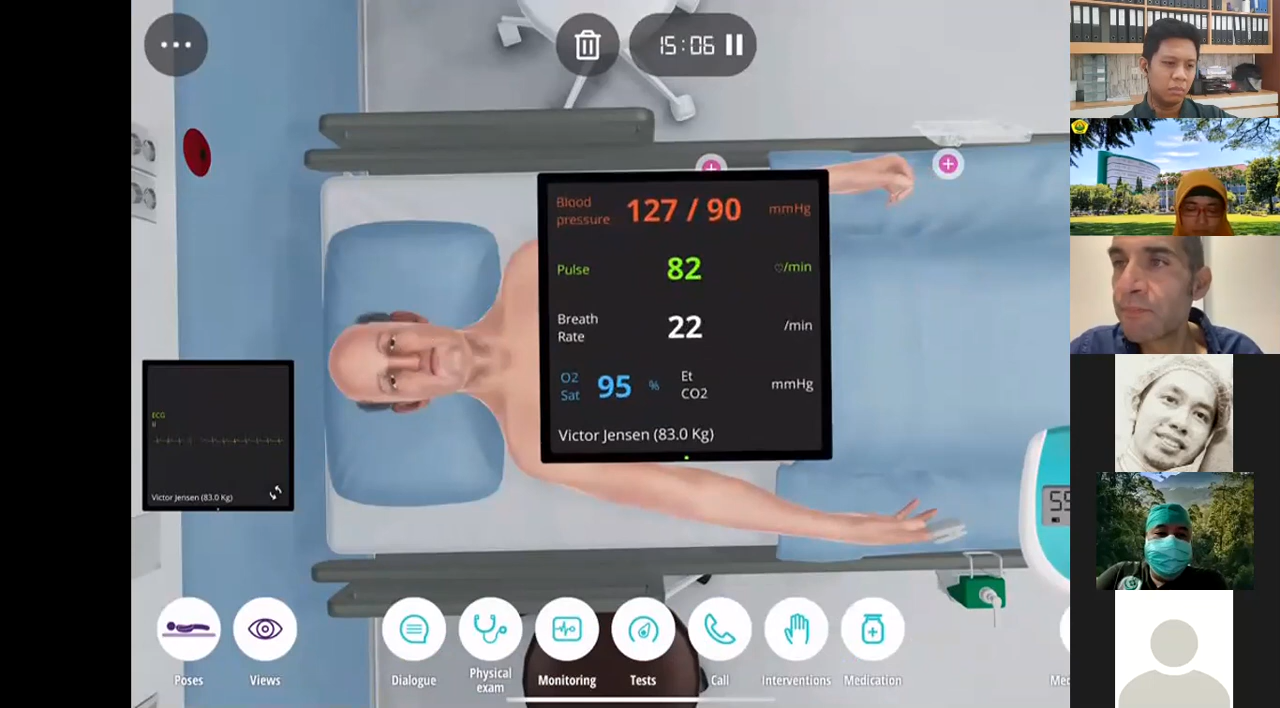 15:06
Blood
pressure
127 / 90
mmHg
Pulse
82
♡/min
Breath
Rate
22
/min
O2
Sat
95
%
Et
CO2
mmHg
Victor Jensen (83.0 Kg)
ECG
II
Victor Jensen (83.0 Kg)
Poses
Views
Dialogue
Physical
exam
Monitoring
Tests
Call
Interventions
Medication